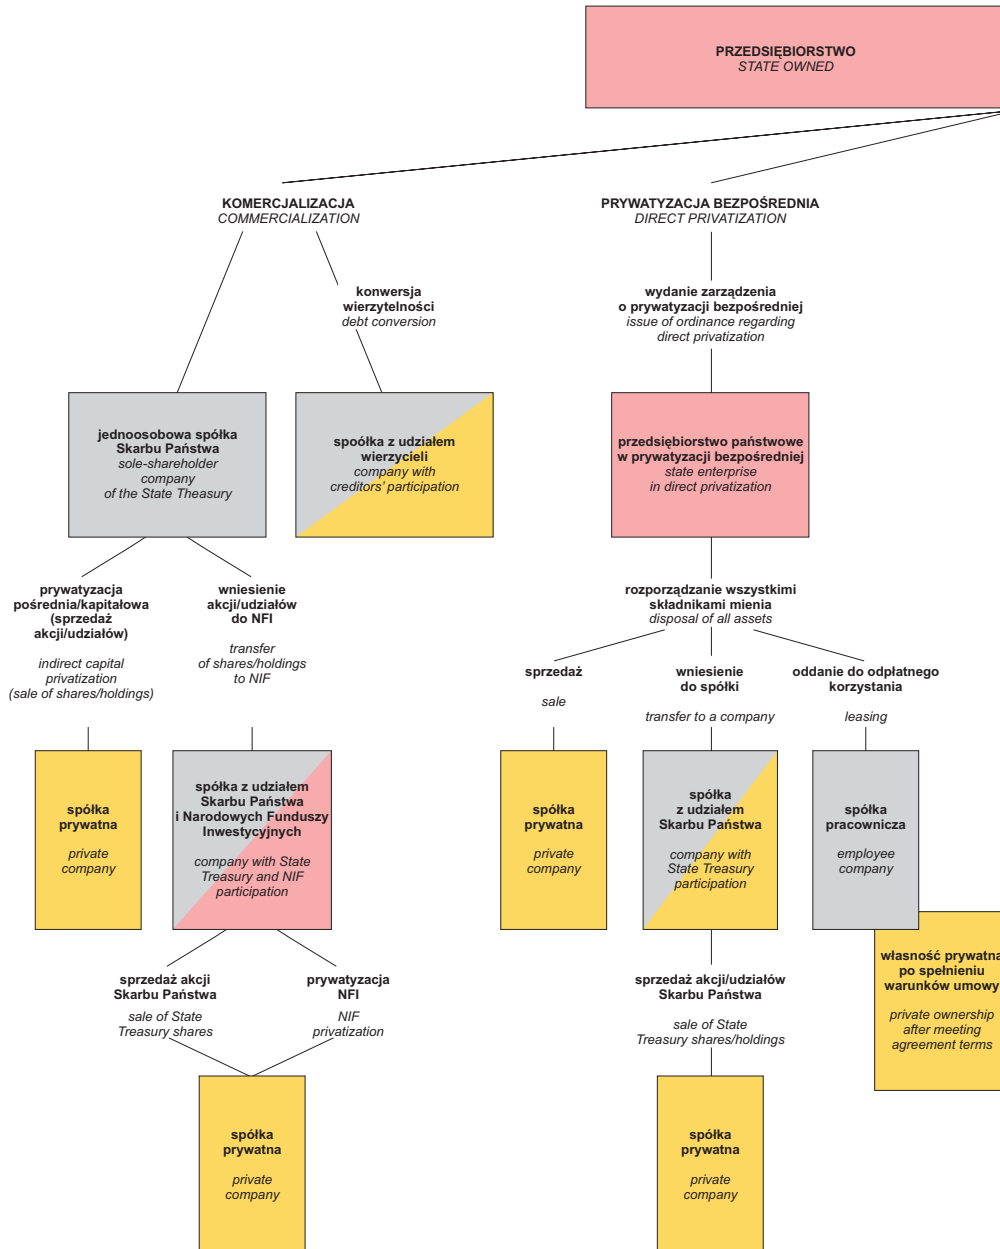 PRZEDSIĘBIORSTWO
STATE OWNED
KOMERCJALIZACJA
COMMERCIALIZATION
PRYWATYZACJA BEZPOŚREDNIA
DIRECT PRIVATIZATION
konwersja
wierzytelności
debt conversion
wydanie zarządzenia
o prywatyzacji bezpośredniej
issue of ordinance regarding
direct privatization
jednoosobowa spółka
Skarbu Państwa
sole-shareholder
company
of the State Theasury
spoółka z udziałem
wierzycieli
company with
creditors' participation
przedsiębiorstwo państwowe
w prywatyzacji bezpośredniej
state enterprise
in direct privatization
prywatyzacja
pośrednia/kapitałowa
(sprzedaż
akcji/udziałów)
indirect capital
privatization
(sale of shares/holdings)
wniesienie
akcji/udziałów
do NFI
transfer
of shares/holdings
to NIF
rozporządzanie wszystkimi
składnikami mienia
disposal of all assets
sprzedaż
sale
wniesienie
do spółki
transfer to a company
oddanie do odpłatnego
korzystania
leasing
spółka
prywatna
private
company
spółka z udziałem
Skarbu Państwa
i Narodowych Funduszy
Inwestycyjnych
company with State
Treasury and NIF
participation
spółka
prywatna
private
company
spółka
z udziałem
Skarbu Państwa
company with
State Treasury
participation
spółka
pracownicza
employee
company
własność prywatna
po spełnieniu
warunków umowy
private ownership
after meeting
agreement terms
sprzedaż akcji
Skarbu Państwa
sale of State
Treasury shares
prywatyzacja
NFI
NIF
privatization
sprzedaż akcji/udziałów
Skarbu Państwa
sale of State
Treasury shares/holdings
spółka
prywatna
private
company
spółka
prywatna
private
company